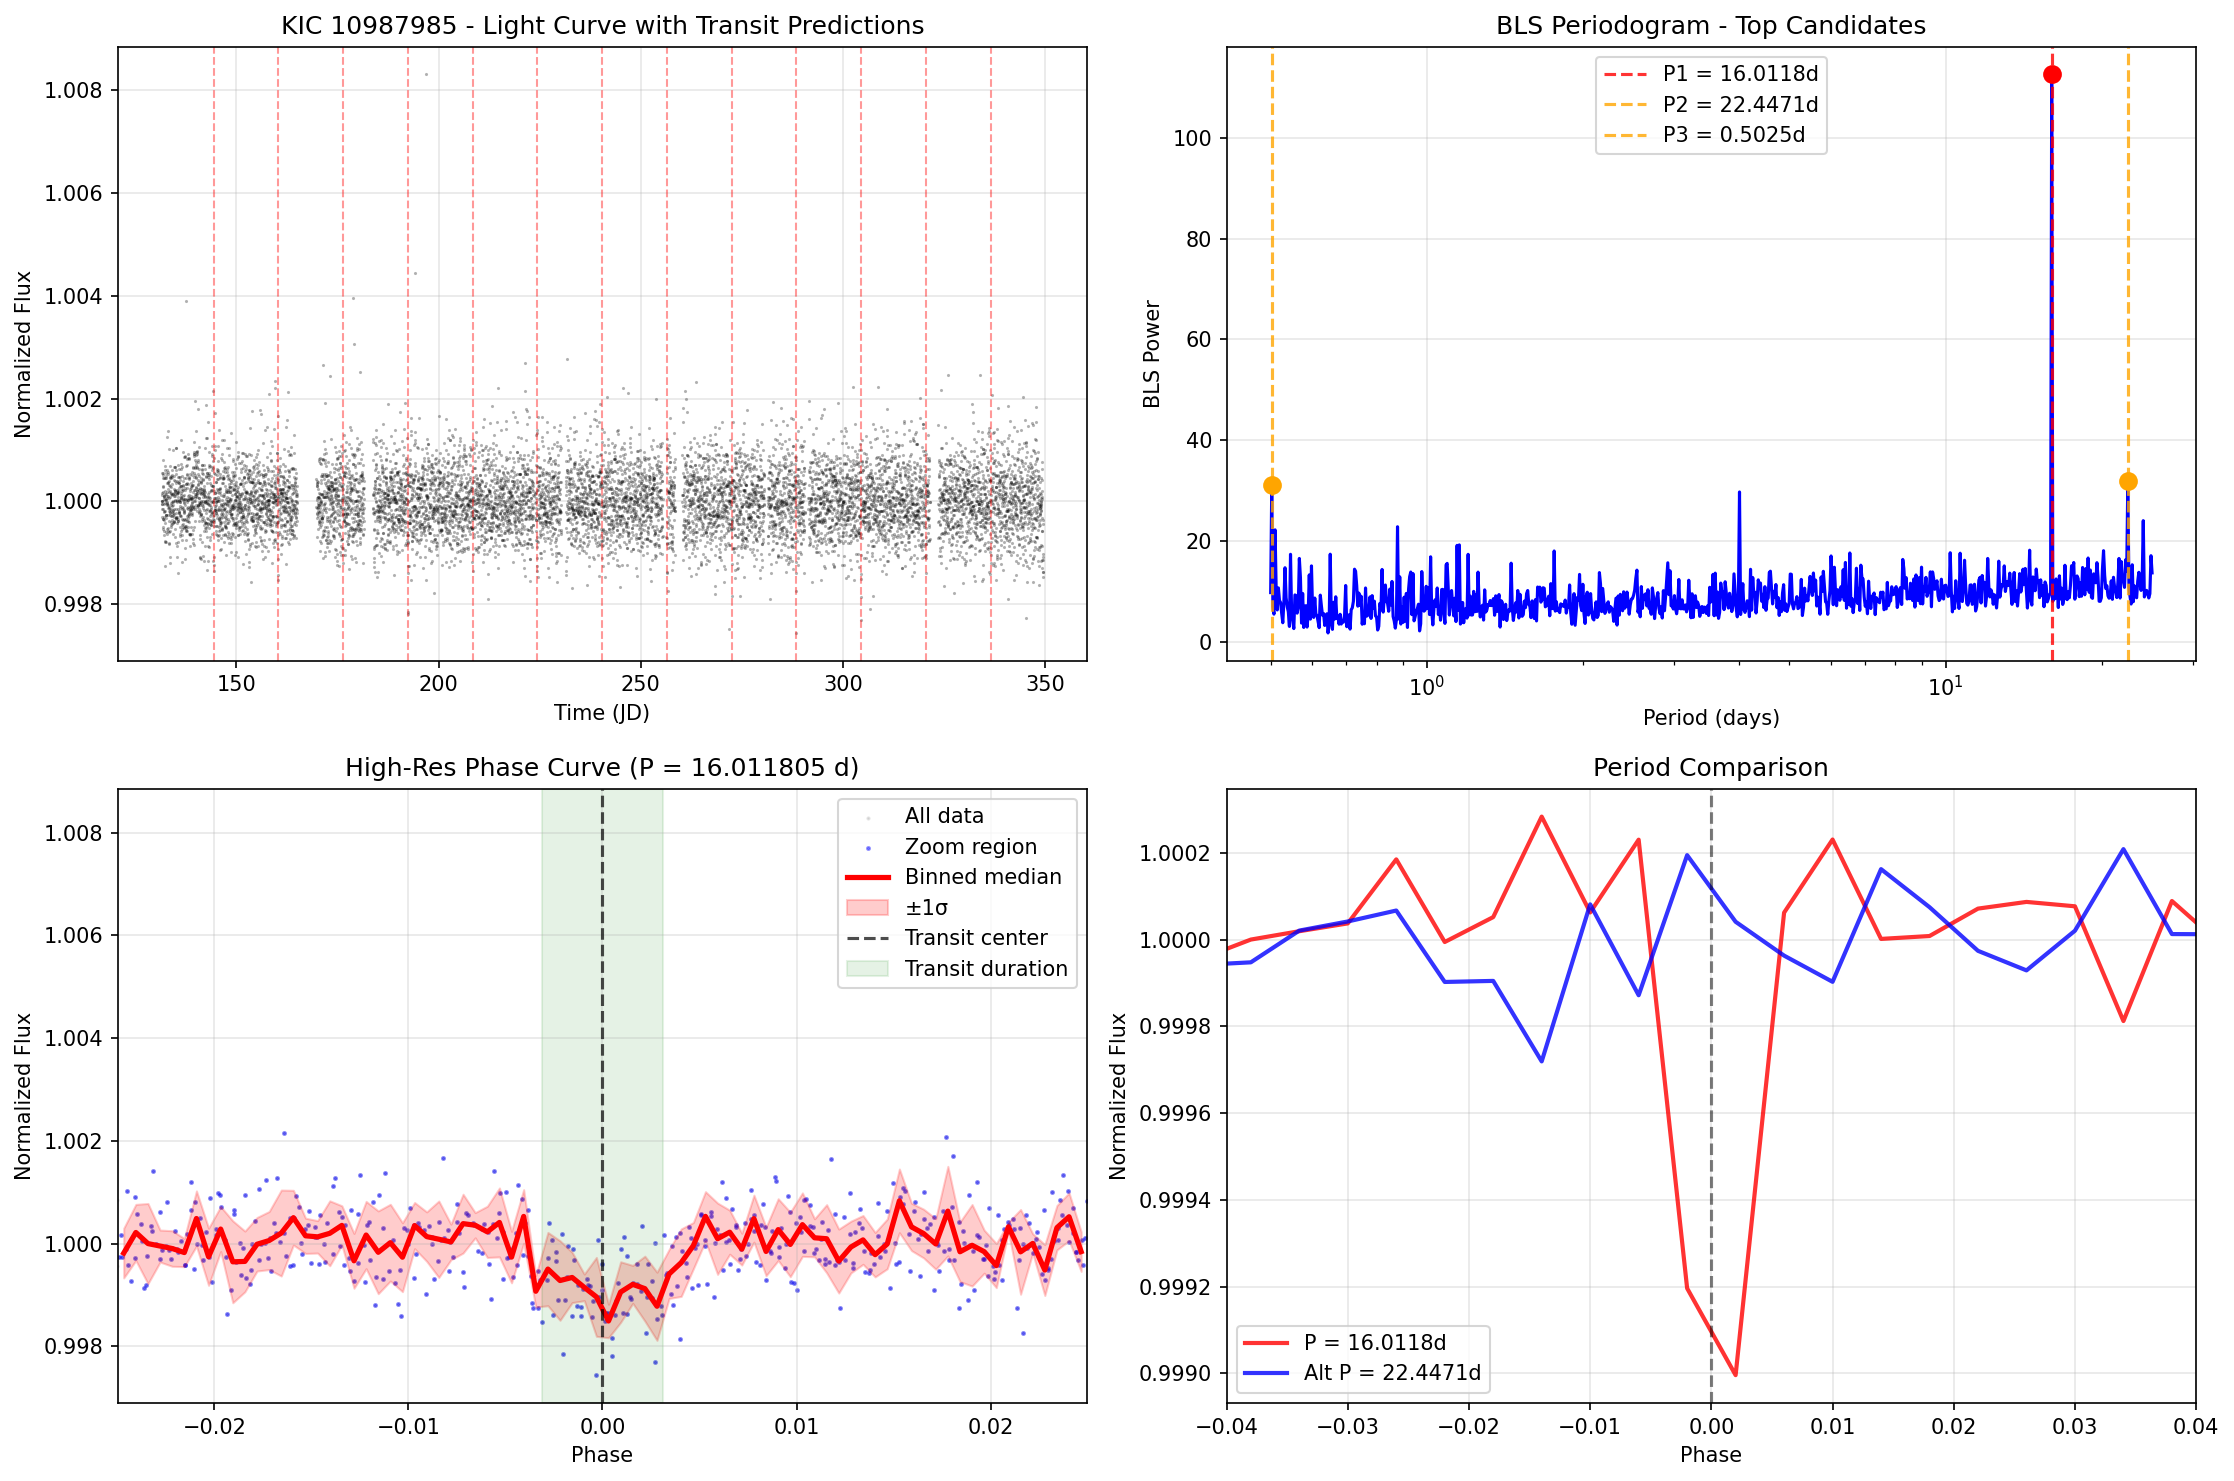 KIC 10987985 - Light Curve with Transit Predictions
1.008
1.006
1.004
1.002
1.000
0.998
Normalized Flux
150
200
250
300
350
Time (JD)
BLS Periodogram - Top Candidates
P1 = 16.0118d
P2 = 22.4471d
P3 = 0.5025d
100
80
60
40
20
0
BLS Power
10⁰
10¹
Period (days)
High-Res Phase Curve (P = 16.011805 d)
All data
Zoom region
Binned median
±1σ
Transit center
Transit duration
1.008
1.006
1.004
1.002
1.000
0.998
Normalized Flux
−0.02
−0.01
0.00
0.01
0.02
Phase
Period Comparison
1.0002
1.0000
0.9998
0.9996
0.9994
0.9992
0.9990
Normalized Flux
P = 16.0118d
Alt P = 22.4471d
−0.04
−0.03
−0.02
−0.01
0.00
0.01
0.02
0.03
0.04
Phase